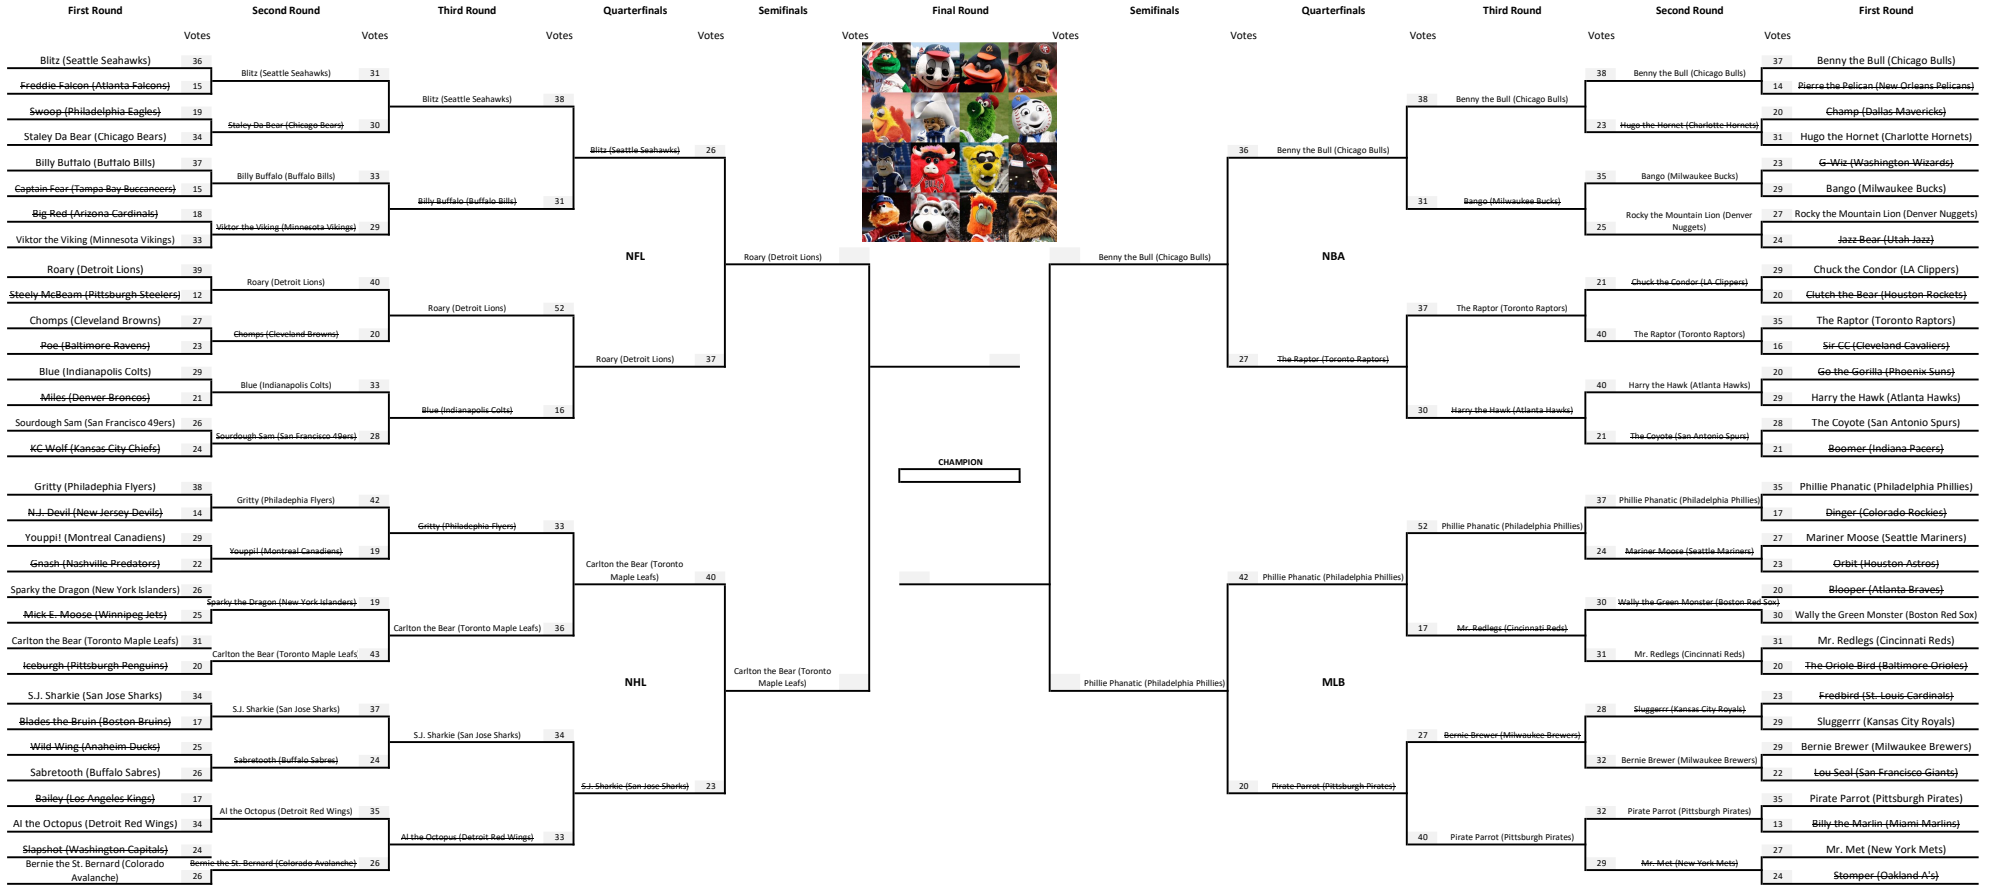 First Round Second Round Third Round Quarterfinals Semifinals Final Round Semifinals Quarterfinals Third Round Second Round First Round
Votes Votes Votes Votes Votes Votes Votes Votes Votes Votes
Blitz (Seattle Seahawks) 36
Freddie Falcon (Atlanta Falcons) 15
Swoop (Philadelphia Eagles) 19
Staley Da Bear (Chicago Bears) 34
Billy Buffalo (Buffalo Bills) 37
Captain Fear (Tampa Bay Buccaneers) 15
Big Red (Arizona Cardinals) 18
Viktor the Viking (Minnesota Vikings) 33
Roary (Detroit Lions) 39
Steely McBeam (Pittsburgh Steelers) 12
Chomps (Cleveland Browns) 27
Poe (Baltimore Ravens) 23
Blue (Indianapolis Colts) 29
Miles (Denver Broncos) 21
Sourdough Sam (San Francisco 49ers) 26
KC Wolf (Kansas City Chiefs) 24
Gritty (Philadephia Flyers) 38
N.J. Devil (New Jersey Devils) 14
Youppi! (Montreal Canadiens) 29
Gnash (Nashville Predators) 22
Sparky the Dragon (New York Islanders) 26
Mick E. Moose (Winnipeg Jets) 25
Carlton the Bear (Toronto Maple Leafs) 31
Iceburgh (Pittsburgh Penguins) 20
S.J. Sharkie (San Jose Sharks) 34
Blades the Bruin (Boston Bruins) 17
Wild Wing (Anaheim Ducks) 25
Sabretooth (Buffalo Sabres) 26
Bailey (Los Angeles Kings) 17
Al the Octopus (Detroit Red Wings) 34
Slapshot (Washington Capitals) 24
Bernie the St. Bernard (Colorado
Avalanche) 26
Blitz (Seattle Seahawks) 31
Staley Da Bear (Chicago Bears) 30
Billy Buffalo (Buffalo Bills) 33
Viktor the Viking (Minnesota Vikings) 29
Roary (Detroit Lions) 40
Chomps (Cleveland Browns) 20
Blue (Indianapolis Colts) 33
Sourdough Sam (San Francisco 49ers) 28
Gritty (Philadephia Flyers) 42
Youppi! (Montreal Canadiens) 19
Sparky the Dragon (New York Islanders) 19
Carlton the Bear (Toronto Maple Leafs 43
S.J. Sharkie (San Jose Sharks) 37
Sabretooth (Buffalo Sabres) 24
Al the Octopus (Detroit Red Wings) 35
Bernie the St. Bernard (Colorado Avalanche) 26
Blitz (Seattle Seahawks) 38
Billy Buffalo (Buffalo Bills) 31
Roary (Detroit Lions) 52
Blue (Indianapolis Colts) 16
Gritty (Philadephia Flyers) 33
Carlton the Bear (Toronto Maple Leafs) 36
S.J. Sharkie (San Jose Sharks) 34
Al the Octopus (Detroit Red Wings) 33
Blitz (Seattle Seahawks) 26
NFL
Roary (Detroit Lions) 37
Carlton the Bear (Toronto
Maple Leafs) 40
NHL
S.J. Sharkie (San Jose Sharks) 23
Roary (Detroit Lions)
Carlton the Bear (Toronto
Maple Leafs)
CHAMPION
Benny the Bull (Chicago Bulls)
Phillie Phanatic (Philadelphia Phillies)
36 Benny the Bull (Chicago Bulls)
NBA
27 The Raptor (Toronto Raptors)
42 Phillie Phanatic (Philadelphia Phillies)
MLB
20 Pirate Parrot (Pittsburgh Pirates)
38 Benny the Bull (Chicago Bulls)
31 Bango (Milwaukee Bucks)
37 The Raptor (Toronto Raptors)
30 Harry the Hawk (Atlanta Hawks)
52 Phillie Phanatic (Philadelphia Phillies)
17 Mr. Redlegs (Cincinnati Reds)
27 Bernie Brewer (Milwaukee Brewers)
40 Pirate Parrot (Pittsburgh Pirates)
38 Benny the Bull (Chicago Bulls)
23 Hugo the Hornet (Charlotte Hornets)
35 Bango (Milwaukee Bucks)
Rocky the Mountain Lion (Denver
25 Nuggets)
21 Chuck the Condor (LA Clippers)
40 The Raptor (Toronto Raptors)
40 Harry the Hawk (Atlanta Hawks)
21 The Coyote (San Antonio Spurs)
37 Phillie Phanatic (Philadelphia Phillies)
24 Mariner Moose (Seattle Mariners)
30 Wally the Green Monster (Boston Red Sox)
31 Mr. Redlegs (Cincinnati Reds)
28 Sluggerrr (Kansas City Royals)
32 Bernie Brewer (Milwaukee Brewers)
32 Pirate Parrot (Pittsburgh Pirates)
29 Mr. Met (New York Mets)
37 Benny the Bull (Chicago Bulls)
14 Pierre the Pelican (New Orleans Pelicans)
20 Champ (Dallas Mavericks)
31 Hugo the Hornet (Charlotte Hornets)
23 G-Wiz (Washington Wizards)
29 Bango (Milwaukee Bucks)
27 Rocky the Mountain Lion (Denver Nuggets)
24 Jazz Bear (Utah Jazz)
29 Chuck the Condor (LA Clippers)
20 Clutch the Bear (Houston Rockets)
35 The Raptor (Toronto Raptors)
16 Sir CC (Cleveland Cavaliers)
20 Go the Gorilla (Phoenix Suns)
29 Harry the Hawk (Atlanta Hawks)
28 The Coyote (San Antonio Spurs)
21 Boomer (Indiana Pacers)
35 Phillie Phanatic (Philadelphia Phillies)
17 Dinger (Colorado Rockies)
27 Mariner Moose (Seattle Mariners)
23 Orbit (Houston Astros)
20 Blooper (Atlanta Braves)
30 Wally the Green Monster (Boston Red Sox)
31 Mr. Redlegs (Cincinnati Reds)
20 The Oriole Bird (Baltimore Orioles)
23 Fredbird (St. Louis Cardinals)
29 Sluggerrr (Kansas City Royals)
29 Bernie Brewer (Milwaukee Brewers)
22 Lou Seal (San Francisco Giants)
35 Pirate Parrot (Pittsburgh Pirates)
13 Billy the Marlin (Miami Marlins)
27 Mr. Met (New York Mets)
24 Stomper (Oakland A's)